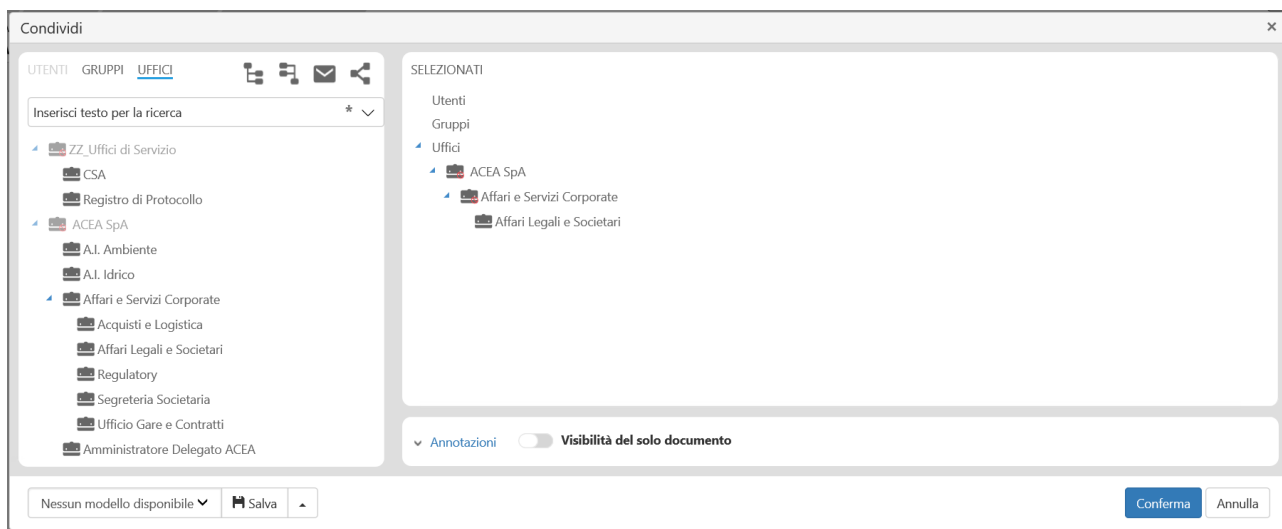 Condividi
UTENTI GRUPPI UFFICI
Inserisci testo per la ricerca *
ZZ_Uffici di Servizio
CSA
Registro di Protocollo
ACEA SpA
A.I. Ambiente
A.I. Idrico
Affari e Servizi Corporate
Acquisti e Logistica
Affari Legali e Societari
Regulatory
Segreteria Societaria
Ufficio Gare e Contratti
Amministratore Delegato ACEA
SELEZIONATI
Utenti
Gruppi
Uffici
ACEA SpA
Affari e Servizi Corporate
Affari Legali e Societari
Annotazioni Visibilità del solo documento
Nessun modello disponibile Salva
Conferma Annulla